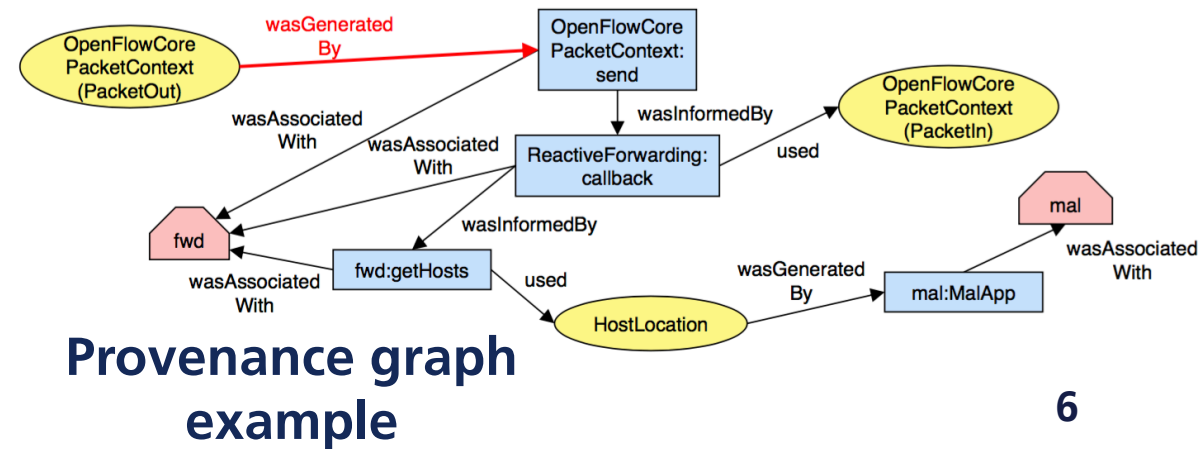 wasGenerated
By
OpenFlowCore
PacketContext
(PacketOut)
OpenFlowCore
PacketContext:
send
OpenFlowCore
PacketContext
(PacketIn)
wasAssociated
With
wasInformedBy
wasAssociated
With
ReactiveForwarding:
callback
used
mal
fwd
wasInformedBy
wasAssociated
With
wasAssociated
With
fwd:getHosts
used
wasGenerated
By
mal:MalApp
HostLocation
Provenance graph
example
6